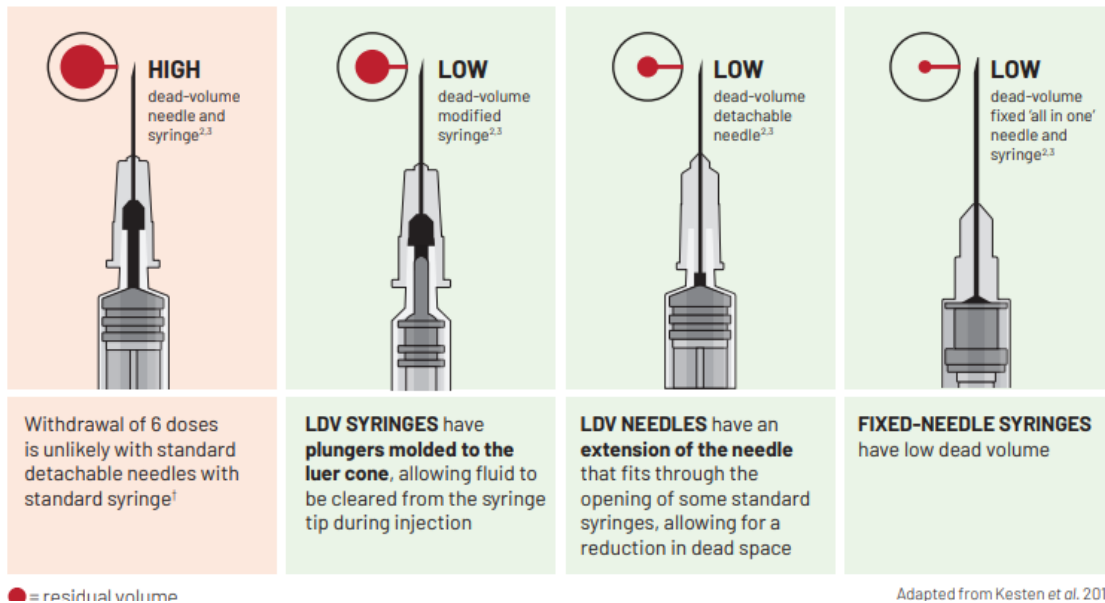 HIGH
dead-volume
needle and
syringe2,3
LOW
dead-volume
modified
syringe2,3
LOW
dead-volume
detachable
needle2,3
LOW
dead-volume
fixed ‘all in one’
needle and
syringe2,3
Withdrawal of 6 doses
is unlikely with standard
detachable needles with
standard syringe†
LDV SYRINGES have
plungers molded to the
luer cone, allowing fluid to
be cleared from the syringe
tip during injection
LDV NEEDLES have an
extension of the needle
that fits through the
opening of some standard
syringes, allowing for a
reduction in dead space
FIXED-NEEDLE SYRINGES
have low dead volume
= residual volume
Adapted from Kesten et al. 201